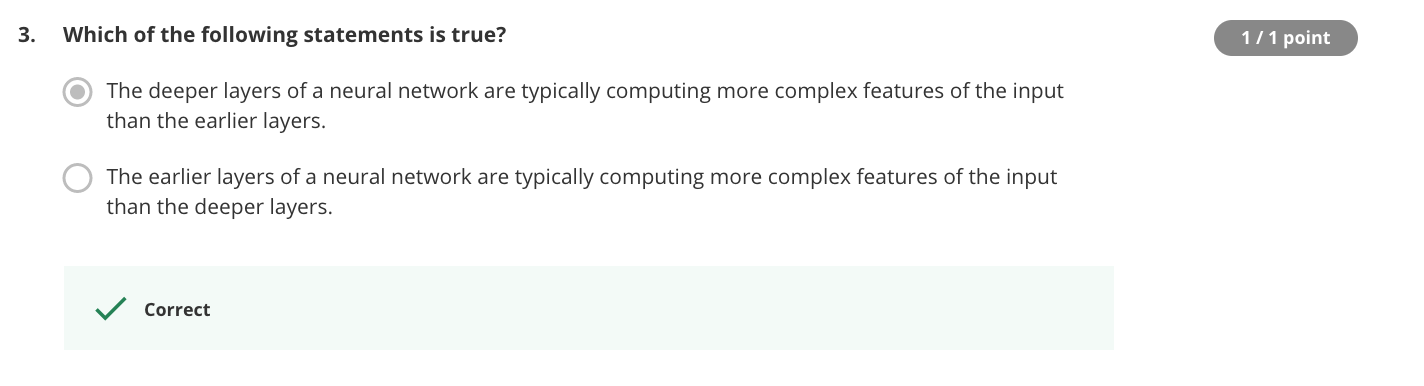 3. Which of the following statements is true?
1 / 1 point
The deeper layers of a neural network are typically computing more complex features of the input
than the earlier layers.
The earlier layers of a neural network are typically computing more complex features of the input
than the deeper layers.
Correct